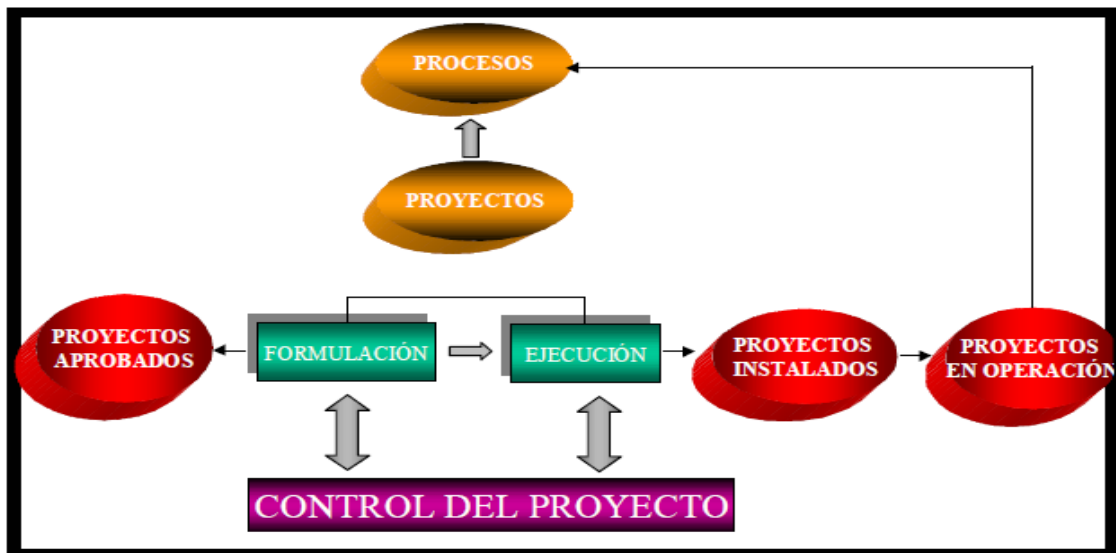 PROCESOS
PROYECTOS
PROYECTOS
APROBADOS
FORMULACIÓN
EJECUCIÓN
PROYECTOS
INSTALADOS
PROYECTOS
EN OPERACIÓN
CONTROL DEL PROYECTO